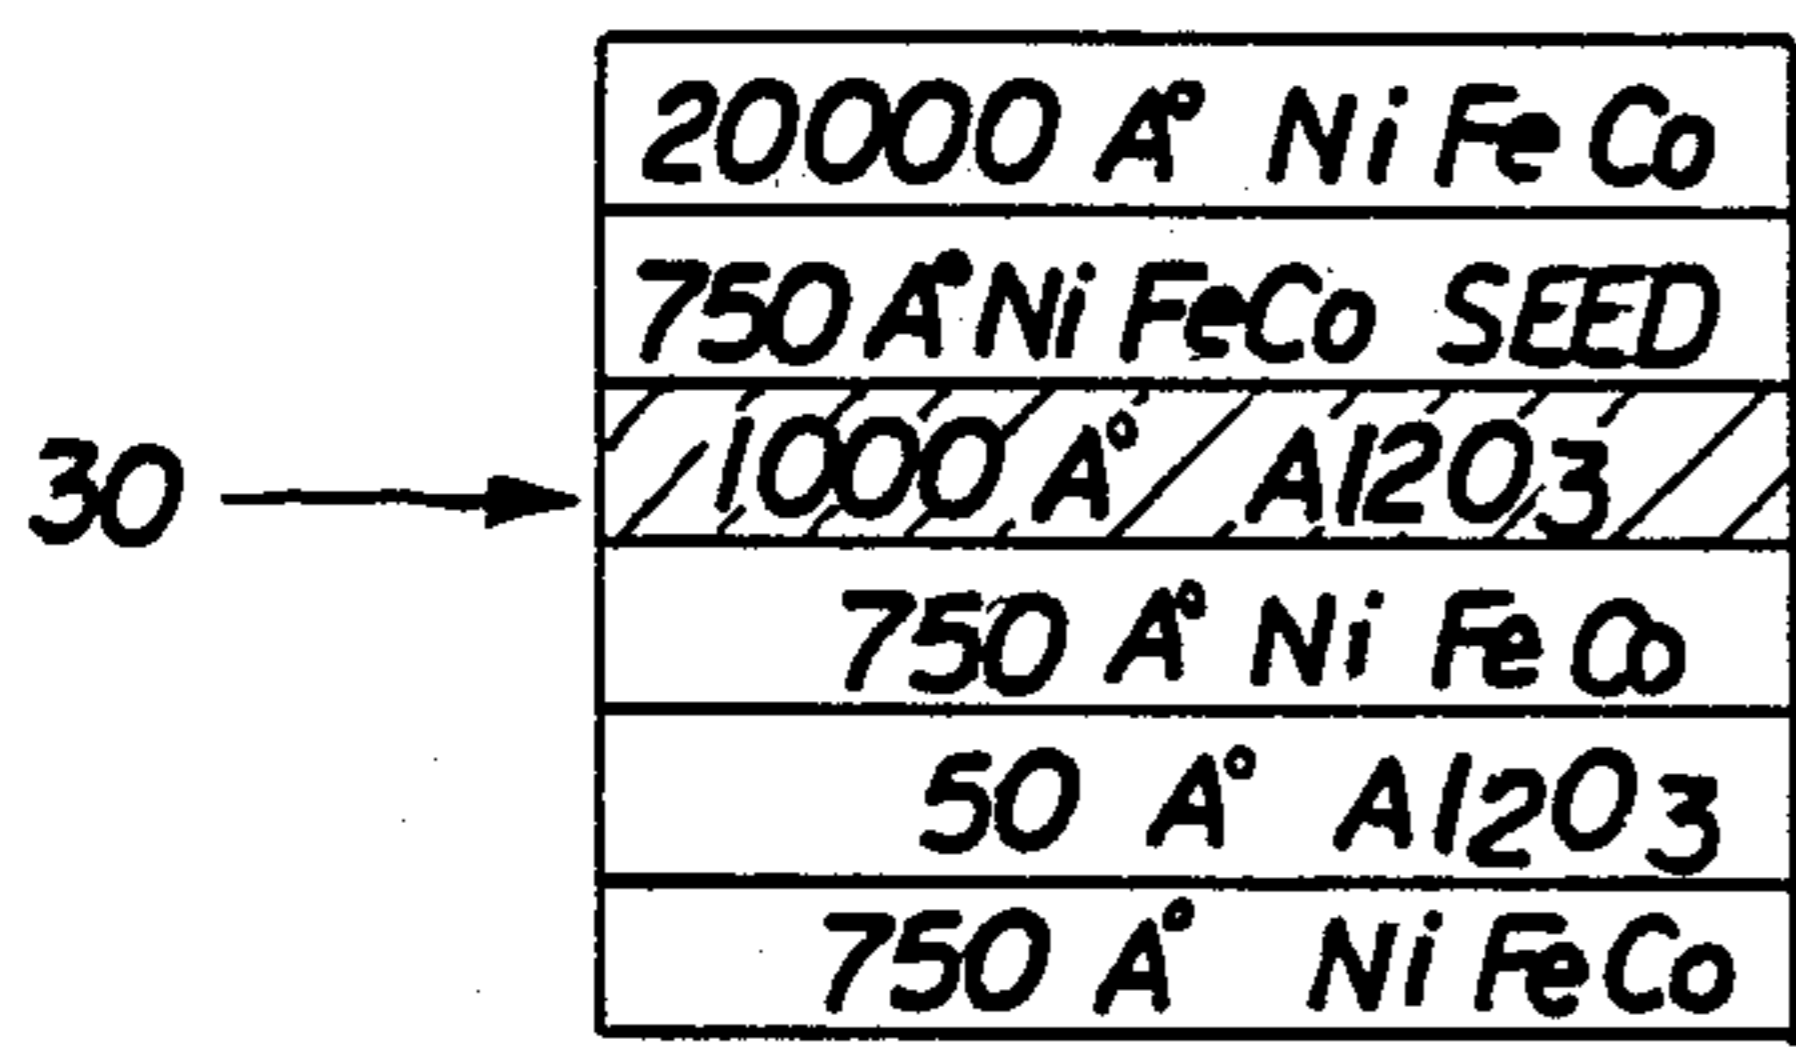 20000 A° NiFeCo
750 A° NiFeCo SEED
30
1000 A° Al2O3
750 A° NiFeCo
50 A° Al2O3
750 A° NiFeCo